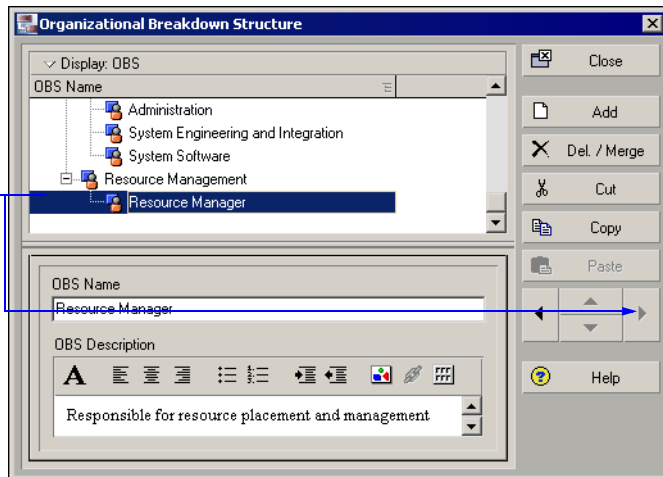 Organizational Breakdown Structure
Display: OBS
OBS Name
Administration
System Engineering and Integration
System Software
Resource Management
Resource Manager
OBS Name
Resource Manager
OBS Description
A
Responsible for resource placement and management
Close
Add
Del. / Merge
Cut
Copy
Paste
Help